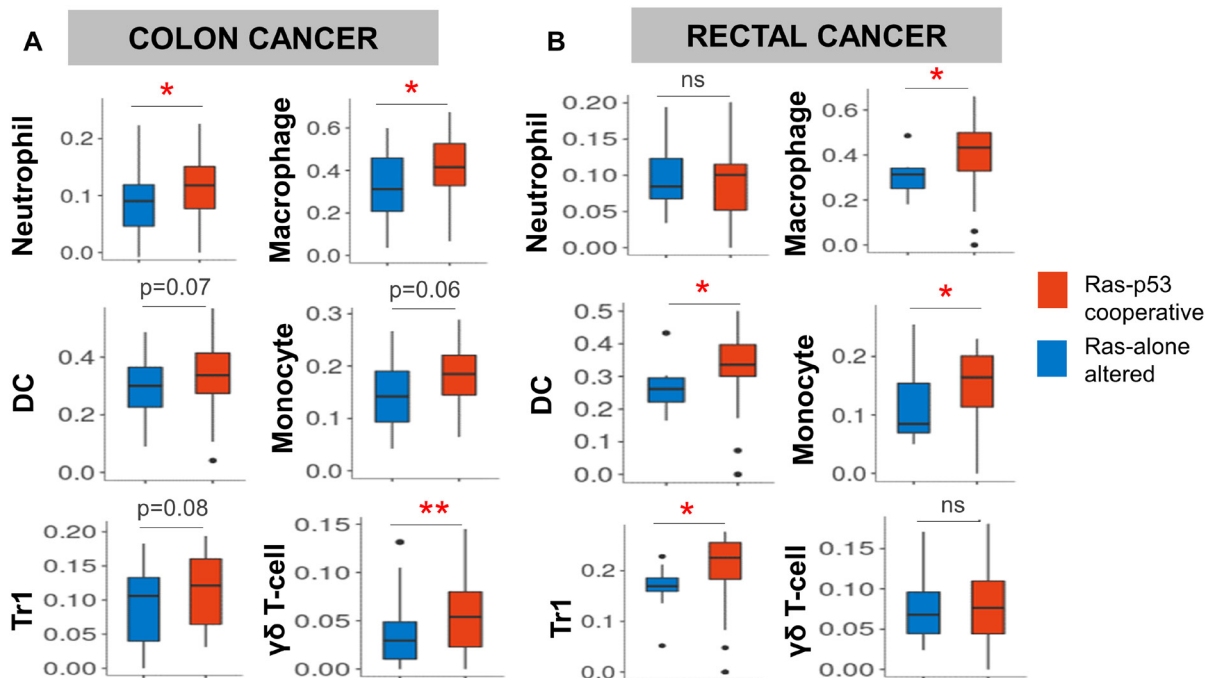 A
COLON CANCER
B
RECTAL CANCER
Neutrophil
*
0.2
0.1
0.0
Macrophage
*
0.6
0.4
0.2
0.0
Neutrophil
ns
0.20
0.15
0.10
0.05
0.00
Macrophage
*
0.6
0.4
0.2
0.0
DC
p=0.07
0.4
0.2
0.0
Monocyte
p=0.06
0.3
0.2
0.1
0.0
DC
*
0.5
0.4
0.3
0.2
0.1
0.0
Monocyte
*
0.2
0.1
0.0
Tr1
p=0.08
0.20
0.15
0.10
0.05
0.00
γδ T-cell
**
0.15
0.10
0.05
0.00
Tr1
*
0.2
0.1
0.0
γδ T-cell
ns
0.15
0.10
0.05
0.00
Ras-p53
cooperative
Ras-alone
altered